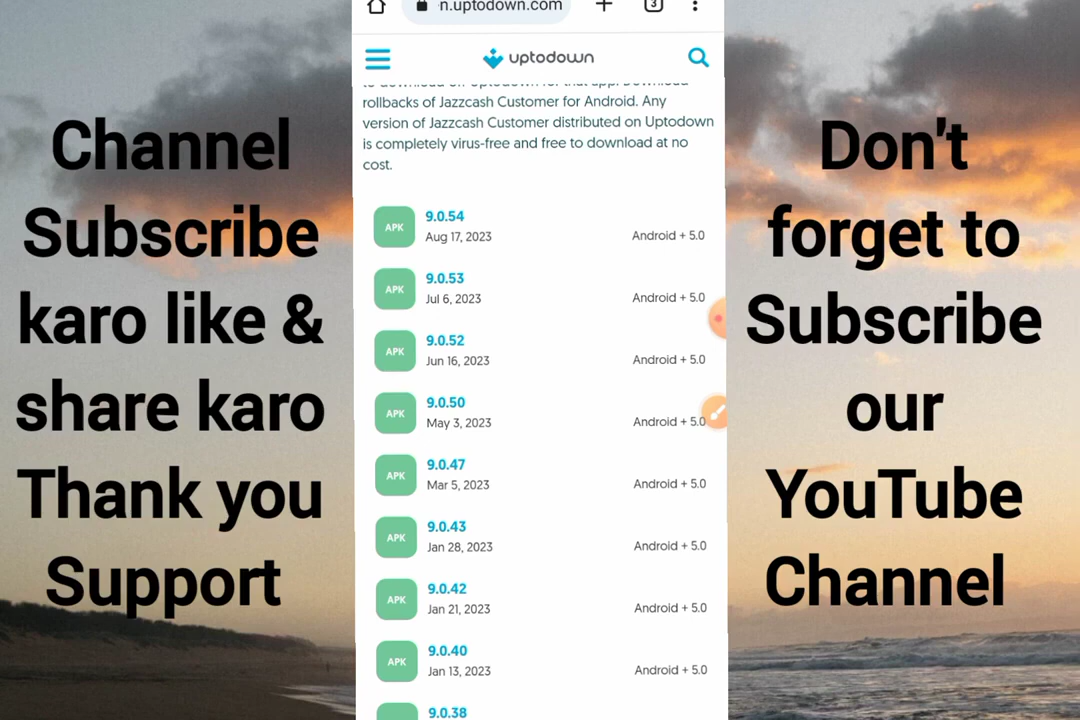 Channel
Subscribe
karo like &
share karo
Thank you
Support
n.uptodown.com
3
uptodown
rollbacks of Jazzcash Customer for Android. Any
version of Jazzcash Customer distributed on Uptodown
is completely virus-free and free to download at no
cost.
APK 9.0.54
Aug 17, 2023 Android + 5.0
APK 9.0.53
Jul 6, 2023 Android + 5.0
APK 9.0.52
Jun 16, 2023 Android + 5.0
APK 9.0.50
May 3, 2023 Android + 5.0
APK 9.0.47
Mar 5, 2023 Android + 5.0
APK 9.0.43
Jan 28, 2023 Android + 5.0
APK 9.0.42
Jan 21, 2023 Android + 5.0
APK 9.0.40
Jan 13, 2023 Android + 5.0
9.0.38
Don't
forget to
Subscribe
our
YouTube
Channel